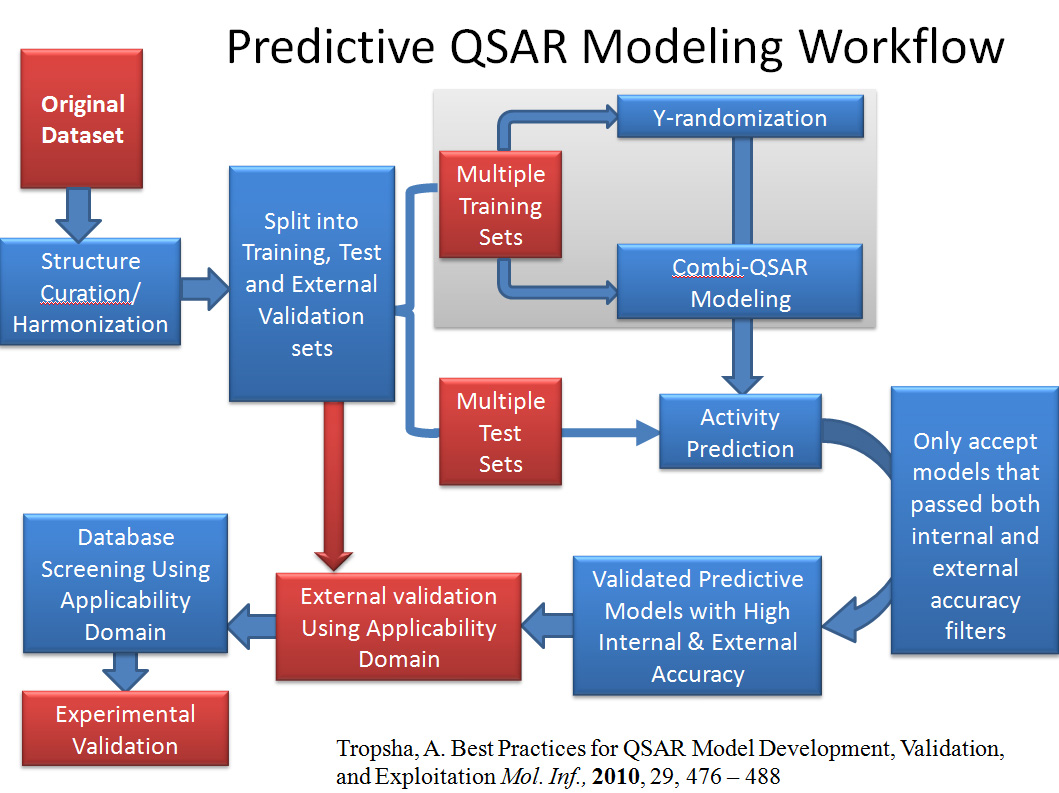 Predictive QSAR Modeling Workflow
Original
Dataset
Structure
Curation/
Harmonization
Split into
Training, Test
and External
Validation
sets
Multiple
Training
Sets
Y-randomization
Combi-QSAR
Modeling
Multiple
Test
Sets
Activity
Prediction
Only accept
models that
passed both
internal and
external
accuracy
filters
Validated Predictive
Models with High
Internal & External
Accuracy
External validation
Using Applicability
Domain
Database
Screening Using
Applicability
Domain
Experimental
Validation
Tropsha, A. Best Practices for QSAR Model Development, Validation,
and Exploitation Mol. Inf., 2010, 29, 476 – 488